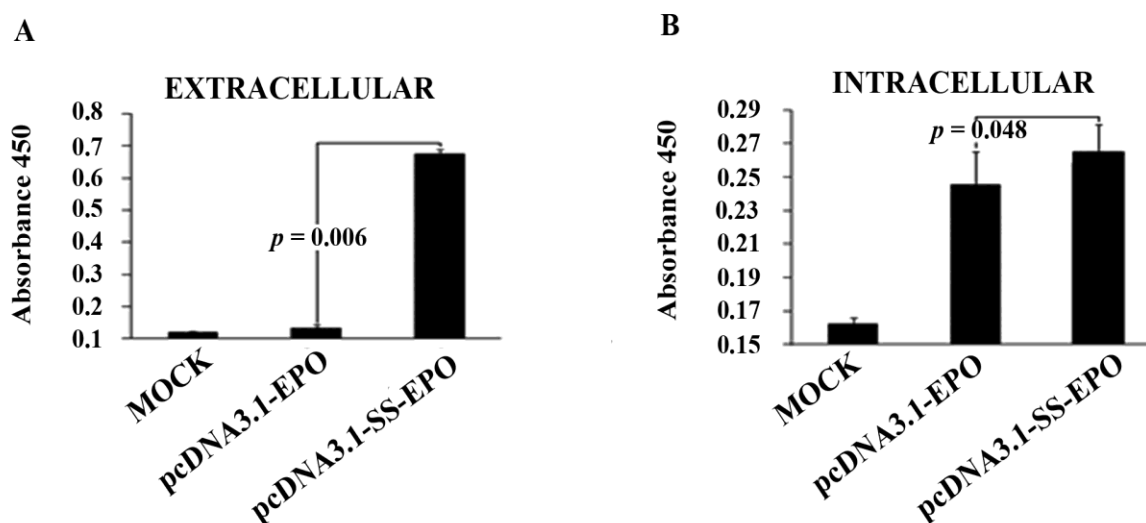 A
EXTRACELLULAR
Absorbance 450
0.8
0.7
0.6
0.5
0.4
0.3
0.2
0.1
p = 0.006
MOCK
pcDNA3.1-EPO
pcDNA3.1-SS-EPO
B
INTRACELLULAR
Absorbance 450
0.29
0.27
0.25
0.23
0.21
0.19
0.17
0.15
p = 0.048
MOCK
pcDNA3.1-EPO
pcDNA3.1-SS-EPO